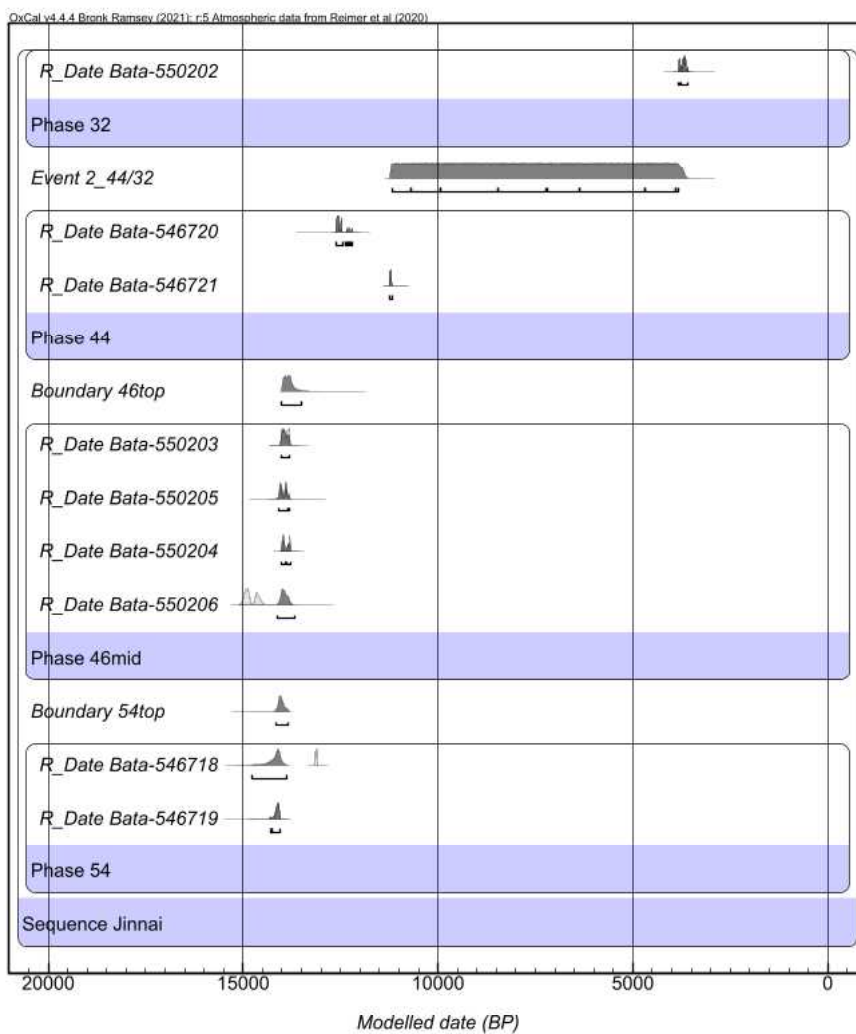 OxCal v4.4.4 Bronk Ramsey (2021); r:5 Atmospheric data from Reimer et al (2020)
R_Date Bata-550202
Phase 32
Event 2_44/32
R_Date Bata-546720
R_Date Bata-546721
Phase 44
Boundary 46top
R_Date Bata-550203
R_Date Bata-550205
R_Date Bata-550204
R_Date Bata-550206
Phase 46mid
Boundary 54top
R_Date Bata-546718
R_Date Bata-546719
Phase 54
Sequence Jinnai
20000 15000 10000 5000 0
Modelled date (BP)